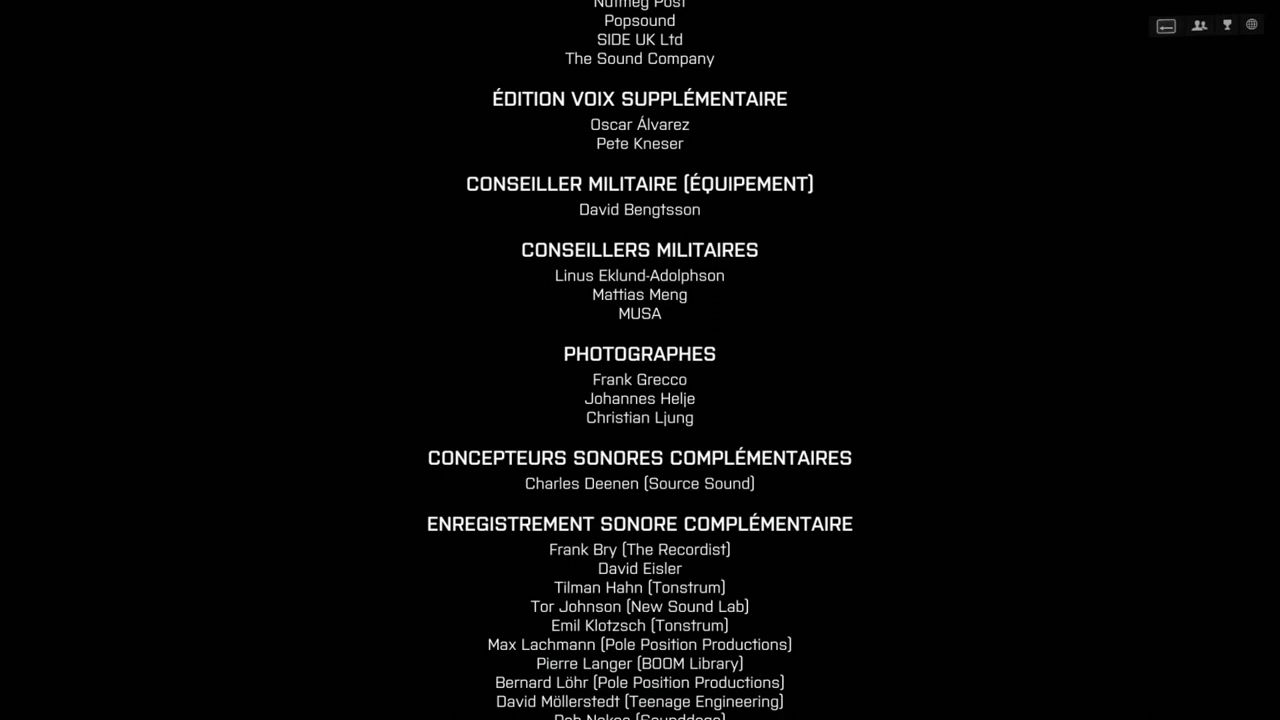 Nutmeg Post
Popsound
SIDE UK Ltd
The Sound Company
ÉDITION VOIX SUPPLÉMENTAIRE
Oscar Álvarez
Pete Kneser
CONSEILLER MILITAIRE (ÉQUIPEMENT)
David Bengtsson
CONSEILLERS MILITAIRES
Linus Eklund-Adolphson
Mattias Meng
MUSA
PHOTOGRAPHES
Frank Grecco
Johannes Helje
Christian Ljung
CONCEPTEURS SONORES COMPLÉMENTAIRES
Charles Deenen (Source Sound)
ENREGISTREMENT SONORE COMPLÉMENTAIRE
Frank Bry (The Recordist)
David Eisler
Tilman Hahn (Tonstrum)
Tor Johnson (New Sound Lab)
Emil Klotzsch (Tonstrum)
Max Lachmann (Pole Position Productions)
Pierre Langer (BOOM Library)
Bernard Löhr (Pole Position Productions)
David Möllerstedt (Teenage Engineering)